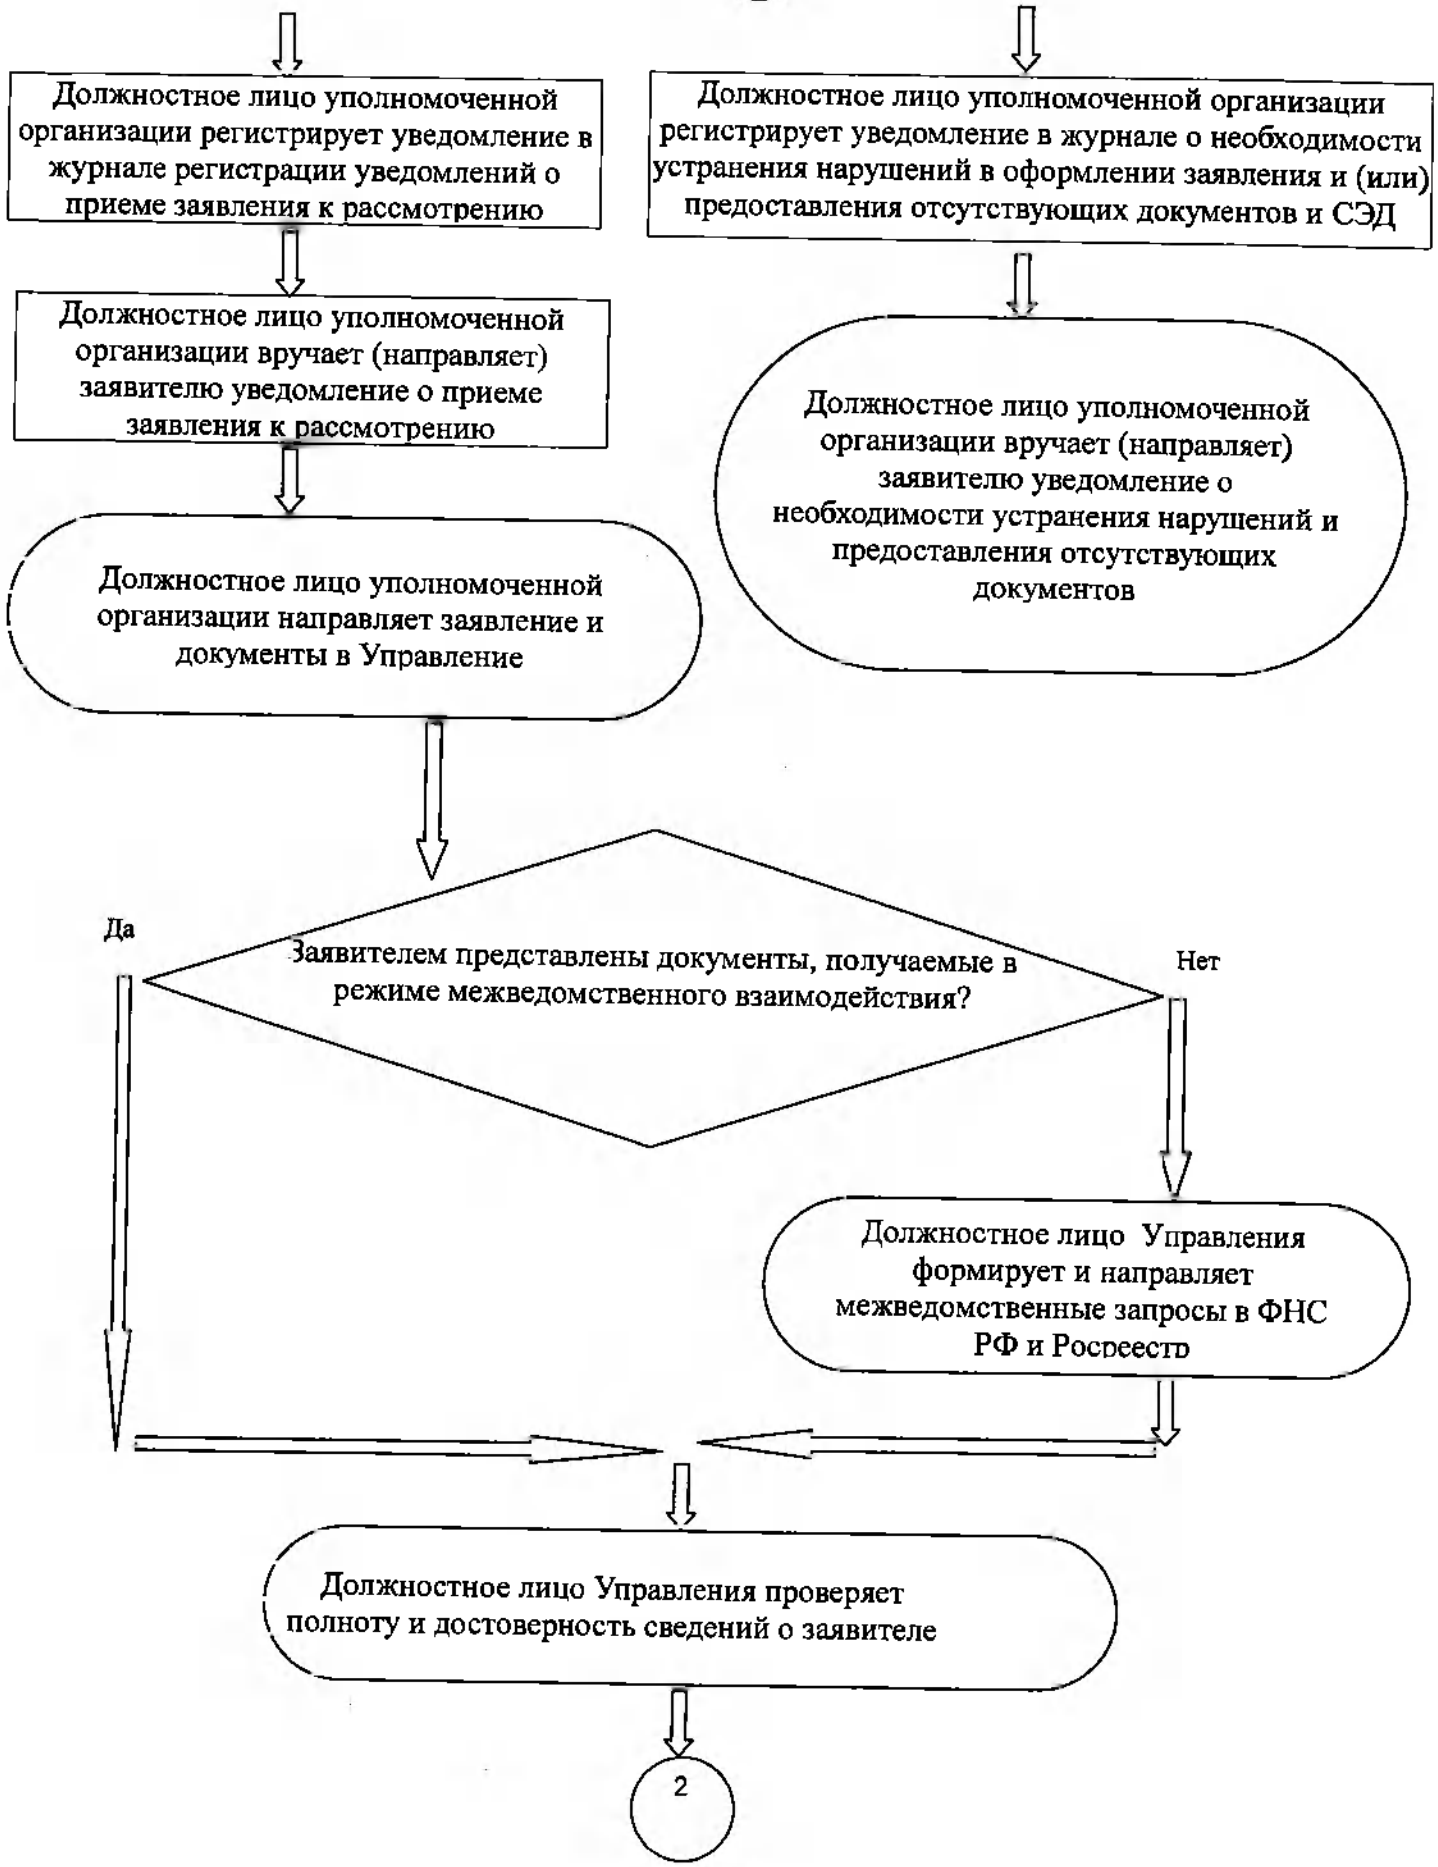 Должностное лицо уполномоченной
организации регистрирует уведомление в
журнале регистрации уведомлений о
приеме заявления к рассмотрению
Должностное лицо уполномоченной организации
регистрирует уведомление в журнале о необходимости
устранения нарушений в оформлении заявления и (или)
предоставления отсутствующих документов и СЭД
Должностное лицо уполномоченной
организации вручает (направляет)
заявителю уведомление о приеме
заявления к рассмотрению
Должностное лицо уполномоченной
организации вручает (направляет)
заявителю уведомление о
необходимости устранения нарушений и
предоставления отсутствующих
документов
Должностное лицо уполномоченной
организации направляет заявление и
документы в Управление
Да
Заявителем представлены документы, получаемые в
режиме межведомственного взаимодействия?
Нет
Должностное лицо Управления
формирует и направляет
межведомственные запросы в ФНС
РФ и Росреестр
Должностное лицо Управления проверяет
полноту и достоверность сведений о заявителе
2